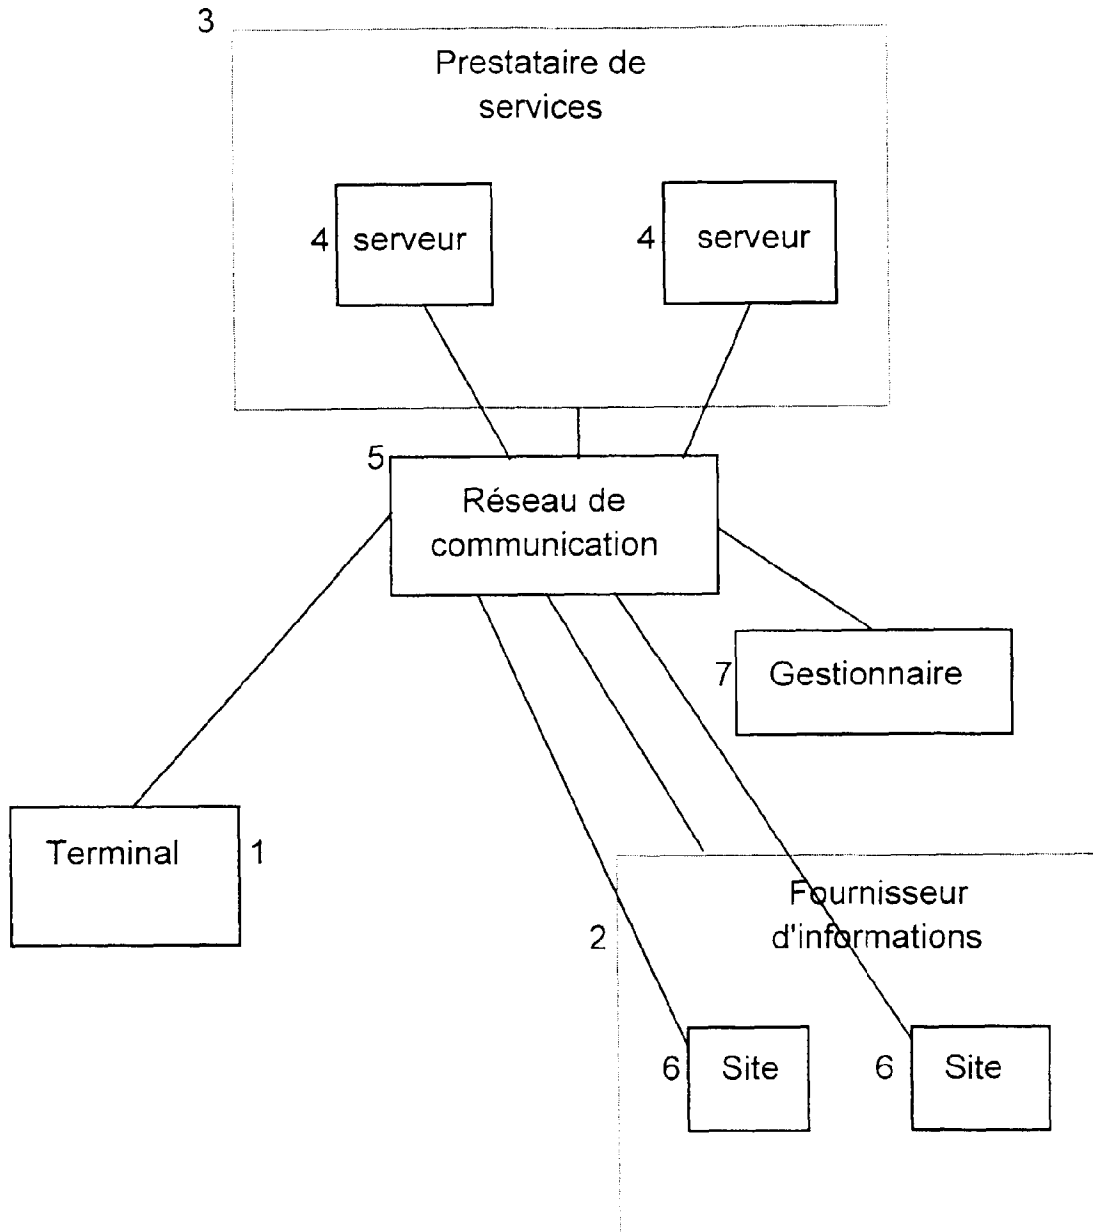 3
Prestataire de
services
4 serveur
4 serveur
5
Réseau de
communication
7 Gestionnaire
Terminal 1
Fournisseur
d'informations
2
6 Site
6 Site